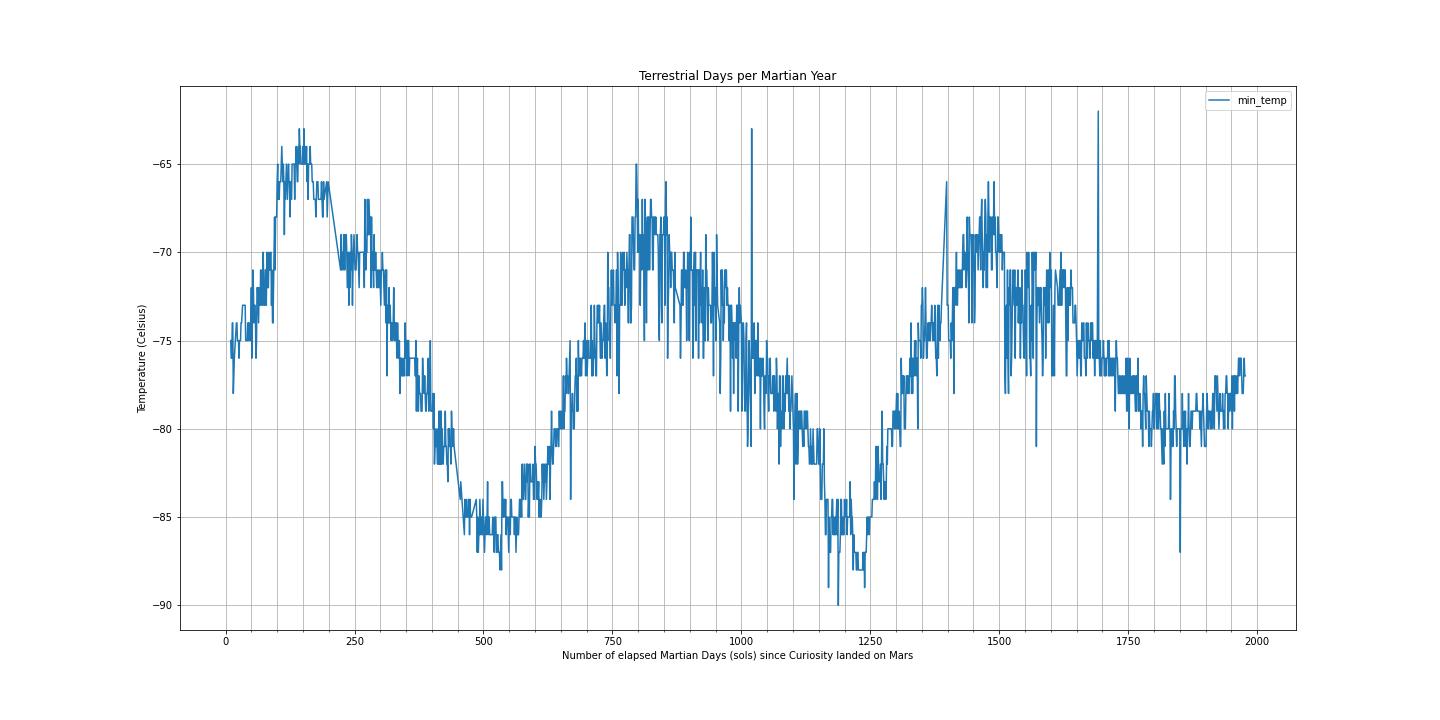 Terrestrial Days per Martian Year
min_temp
Temperature (Celsius)
−65
−70
−75
−80
−85
−90
0 250 500 750 1000 1250 1500 1750 2000
Number of elapsed Martian Days (sols) since Curiosity landed on Mars